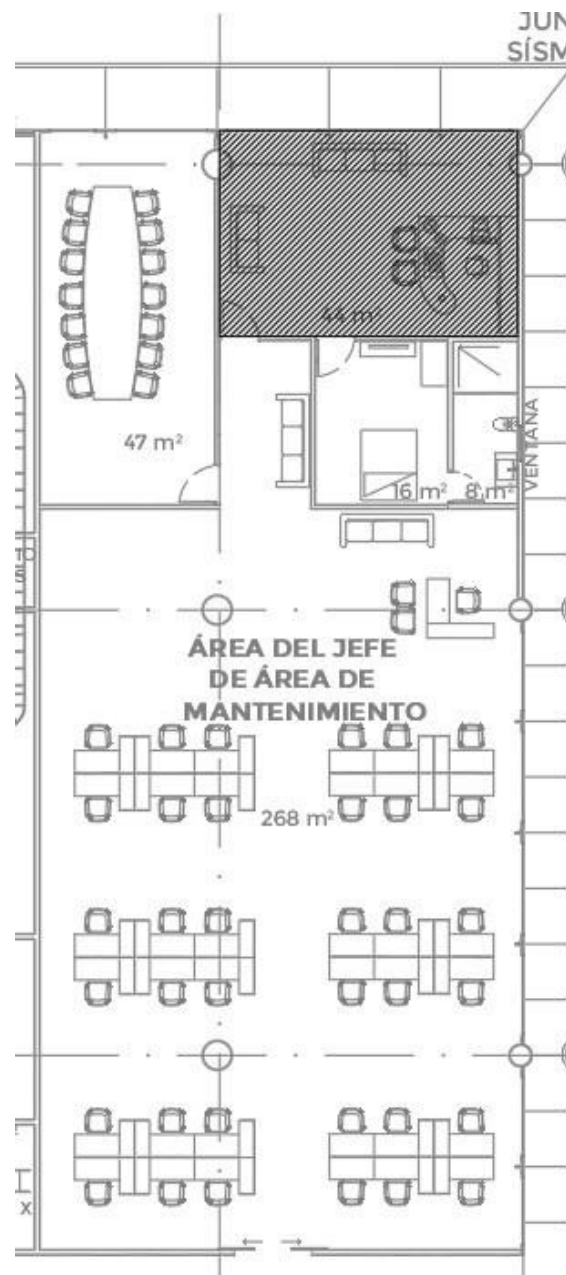 JUN
SÍSM
44 m²
47 m²
VENTANA
16 m²
8 m²
TO
S
ÁREA DEL JEFE
DE ÁREA DE
MANTENIMIENTO
268 m²
X